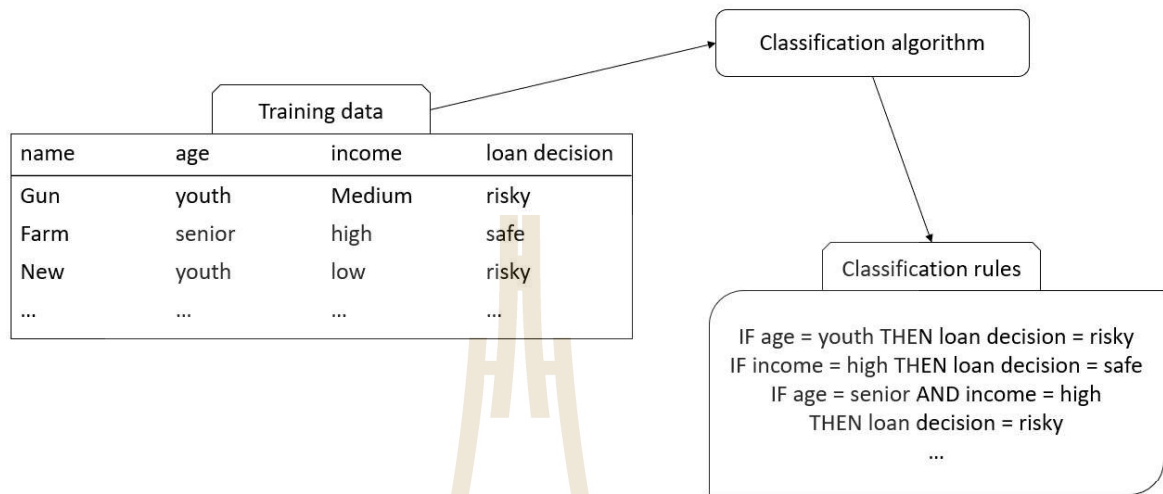 Classification algorithm
Training data
name age income loan decision
Gun youth Medium risky
Farm senior high safe
New youth low risky
... ... ... ...
Classification rules
IF age = youth THEN loan decision = risky
IF income = high THEN loan decision = safe
IF age = senior AND income = high
THEN loan decision = risky
...